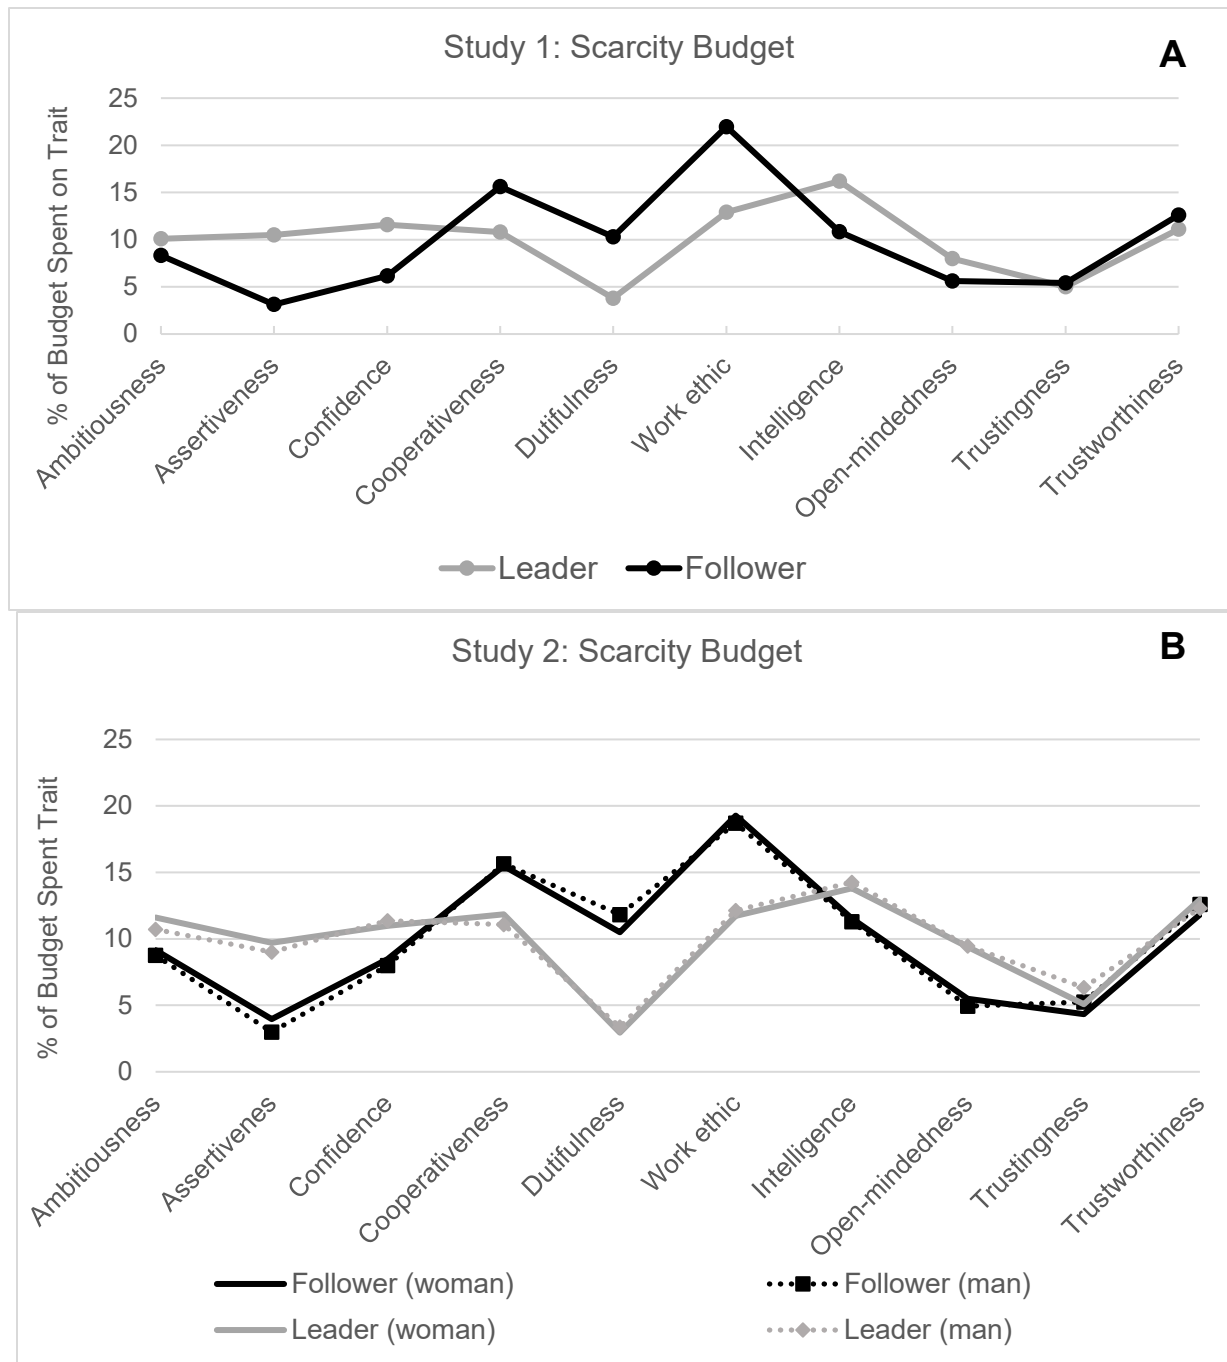 Study 1: Scarcity Budget
A
% of Budget Spent on Trait
25
20
15
10
5
0
Ambitiousness
Assertiveness
Confidence
Cooperativeness
Dutifulness
Work ethic
Intelligence
Open-mindedness
Trustingness
Trustworthiness
Leader
Follower
Study 2: Scarcity Budget
B
% of Budget Spent Trait
25
20
15
10
5
0
Ambitiousness
Assertivenes
Confidence
Cooperativeness
Dutifulness
Work ethic
Intelligence
Open-mindedness
Trustingness
Trustworthiness
Follower (woman)
Follower (man)
Leader (woman)
Leader (man)